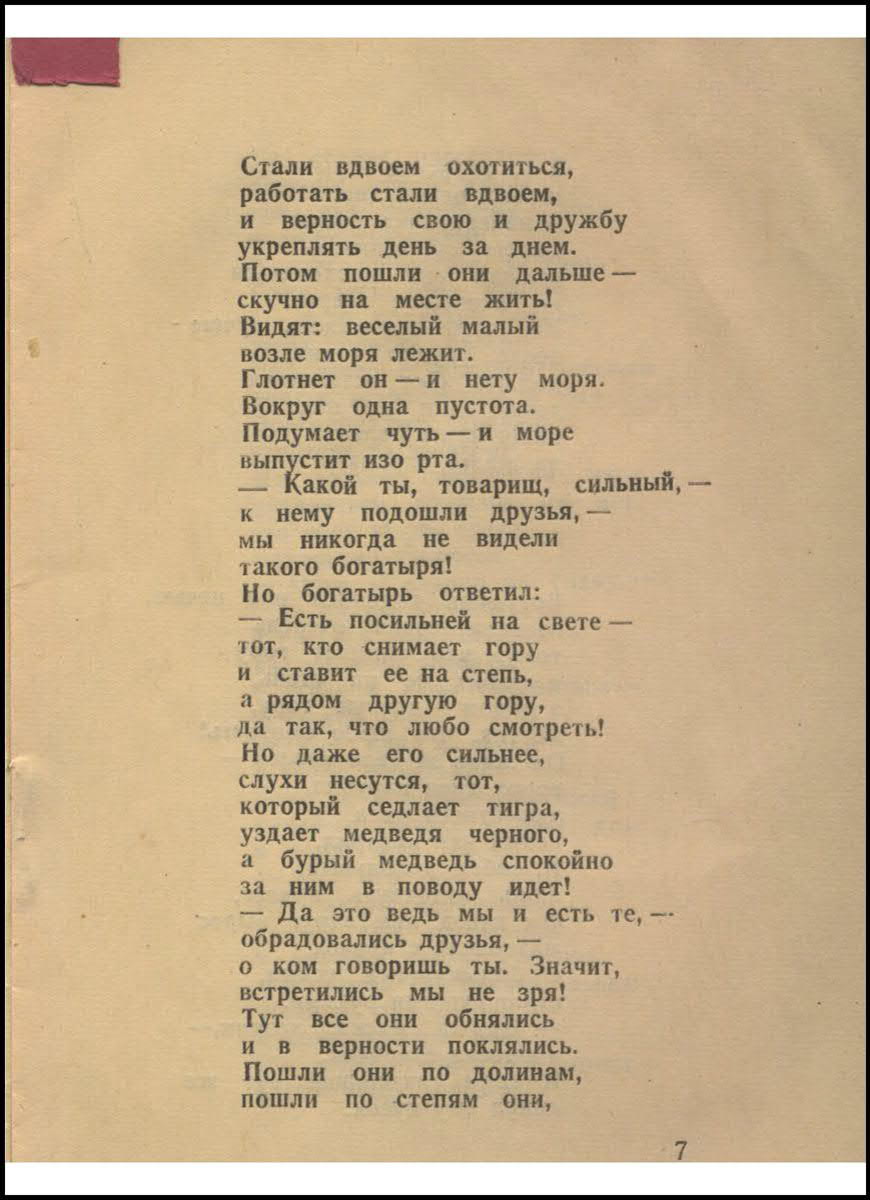 Стали вдвоем охотиться,
работать стали вдвоем,
и верность свою и дружбу
укреплять день за днем.
Потом пошли они дальше —
скучно на месте жить!
Видят: веселый малый
возле моря лежит.
Глотнет он — и нету моря.
Вокруг одна пустота.
Подумает чуть — и море
выпустит изо рта.
— Какой ты, товарищ, сильный, —
к нему подошли друзья, —
мы никогда не видели
такого богатыря!
Но богатырь ответил:
— Есть посильней на свете —
тот, кто снимает гору
и ставит ее на степь,
а рядом другую гору,
да так, что любо смотреть!
Но даже его сильнее,
слухи несутся, тот,
который седлает тигра,
уздает медведя черного,
а бурый медведь спокойно
за ним в поводу идет!
— Да это ведь мы и есть те, —
обрадовались друзья, —
о ком говоришь ты. Значит,
встретились мы не зря!
Тут все они обнялись
и в верности поклялись.
Пошли они по долинам,
пошли по степям они,
7